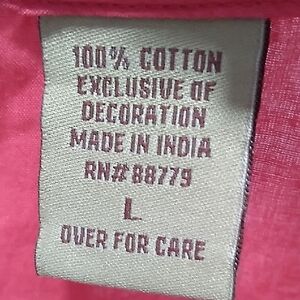 100% COTTON
EXCLUSIVE OF
DECORATION
MADE IN INDIA
RN# 88779
L
OVER FOR CARE